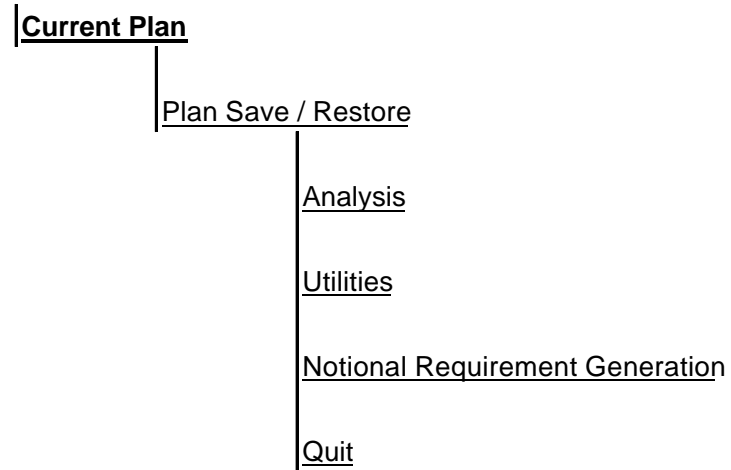 Current Plan
Plan Save / Restore
Analysis
Utilities
Notional Requirement Generation
Quit